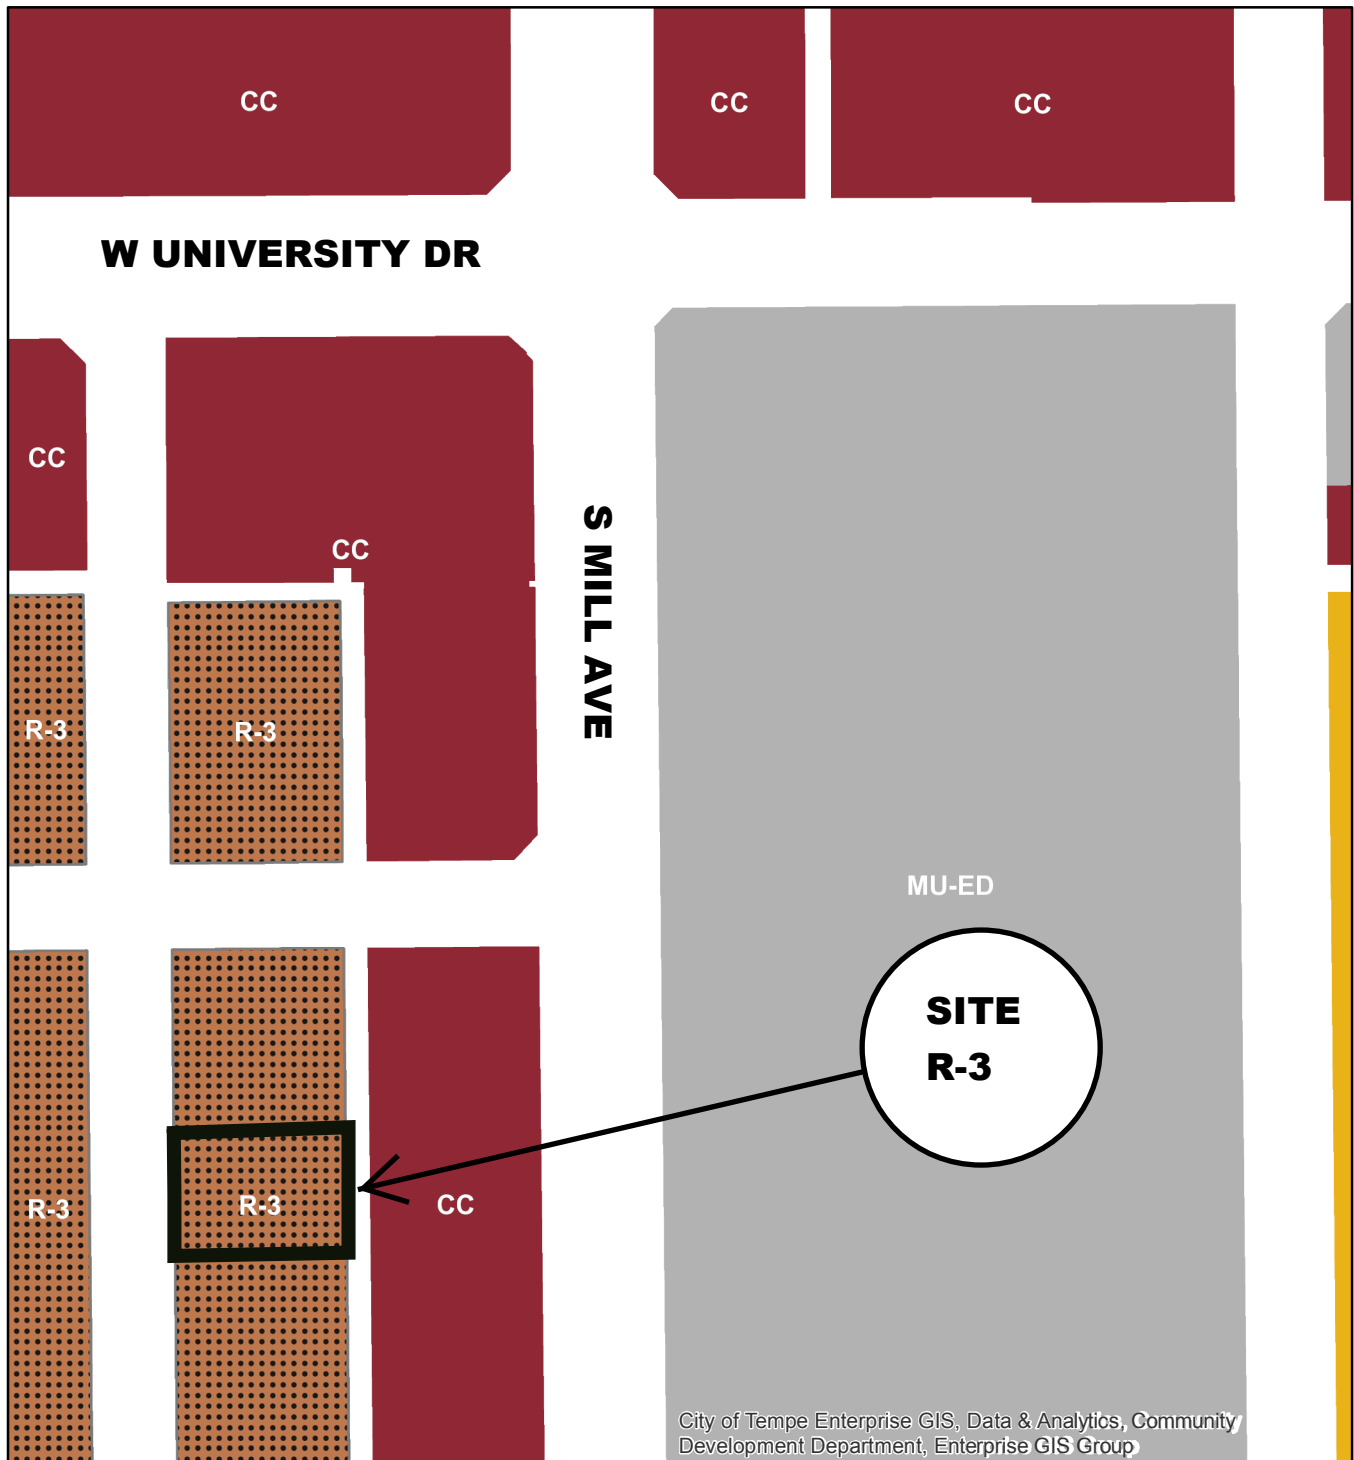 CC
CC
CC
W UNIVERSITY DR
CC
CC
S MILL AVE
R-3
R-3
MU-ED
SITE
R-3
R-3
R-3
CC
City of Tempe Enterprise GIS, Data & Analytics, Community
Development Department, Enterprise GIS Group